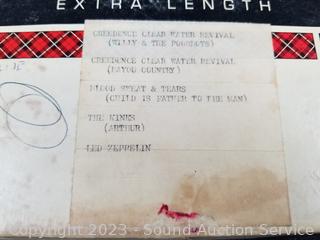 EXTRA LENGTH
CREEDENCE CLEAR WATER REVIVAL
(WILLY & THE POORBOYS)
CREEDENCE CLEAR WATER REVIVAL
(BAYOU COUNTRY)
BLOOD SWEAT & TEARS
(CHILD IS FATHER TO THE MAN)
THE KINKS
(ARTHUR)
LED ZEPPELIN
Copyright 2023 - Sound Auction Service